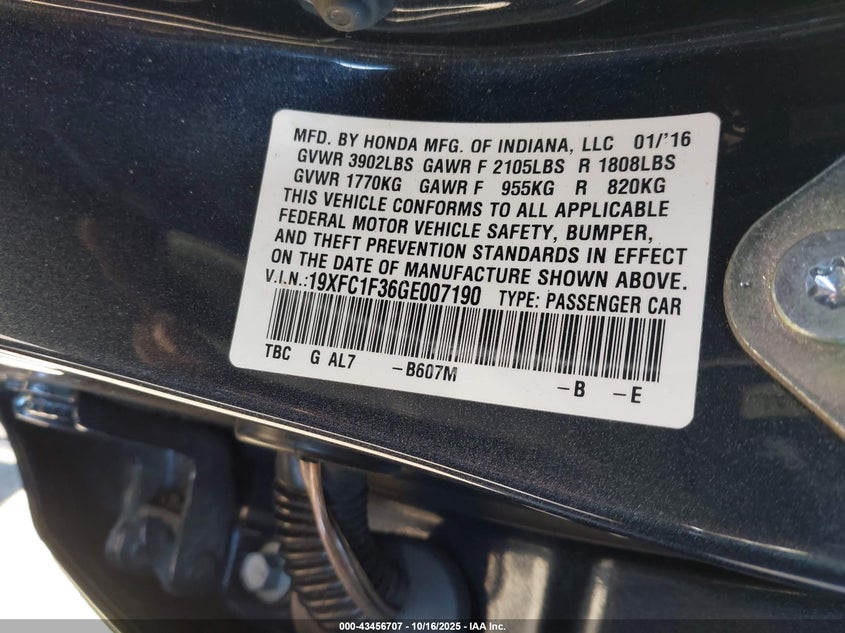 MFD. BY HONDA MFG. OF INDIANA, LLC 01/'16
GVWR 3902LBS GAWR F 2105LBS R 1808LBS
GVWR 1770KG GAWR F 955KG R 820KG
THIS VEHICLE CONFORMS TO ALL APPLICABLE
FEDERAL MOTOR VEHICLE SAFETY, BUMPER,
AND THEFT PREVENTION STANDARDS IN EFFECT
ON THE DATE OF MANUFACTURE SHOWN ABOVE.
V.I.N.:19XFC1F36GE007190 TYPE: PASSENGER CAR
TBC G AL7 -B607M -B -E
000-43456707 - 10/16/2025 - IAA Inc.